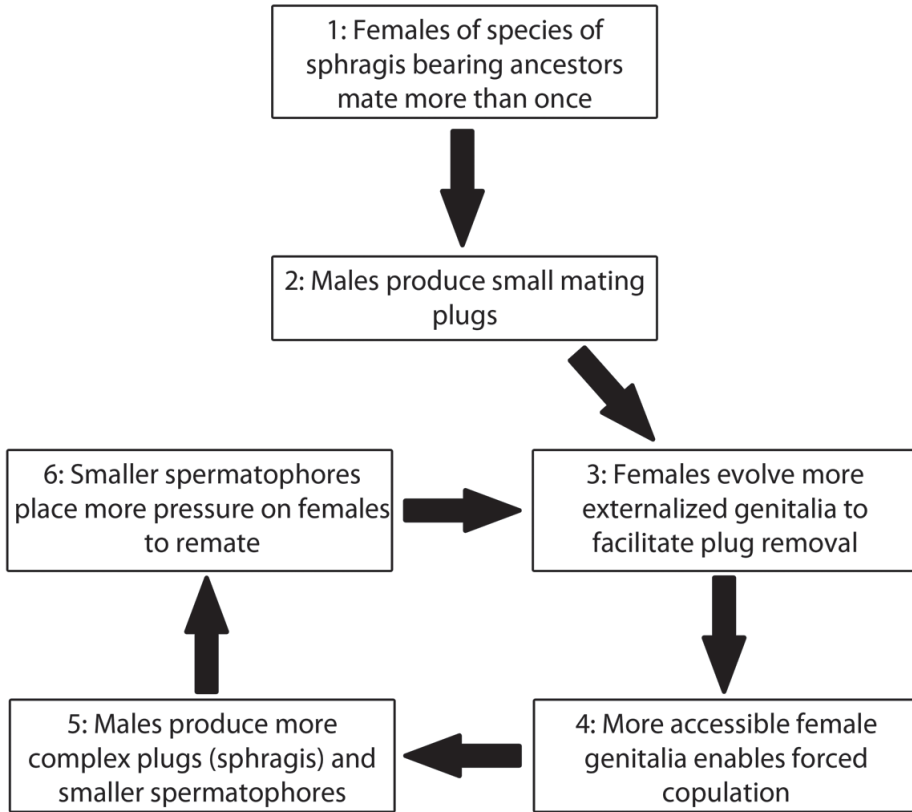 1: Females of species of
sphragis bearing ancestors
mate more than once
2: Males produce small mating
plugs
6: Smaller spermatophores
place more pressure on females
to remate
3: Females evolve more
externalized genitalia to
facilitate plug removal
5: Males produce more
complex plugs (sphragis) and
smaller spermatophores
4: More accessible female
genitalia enables forced
copulation